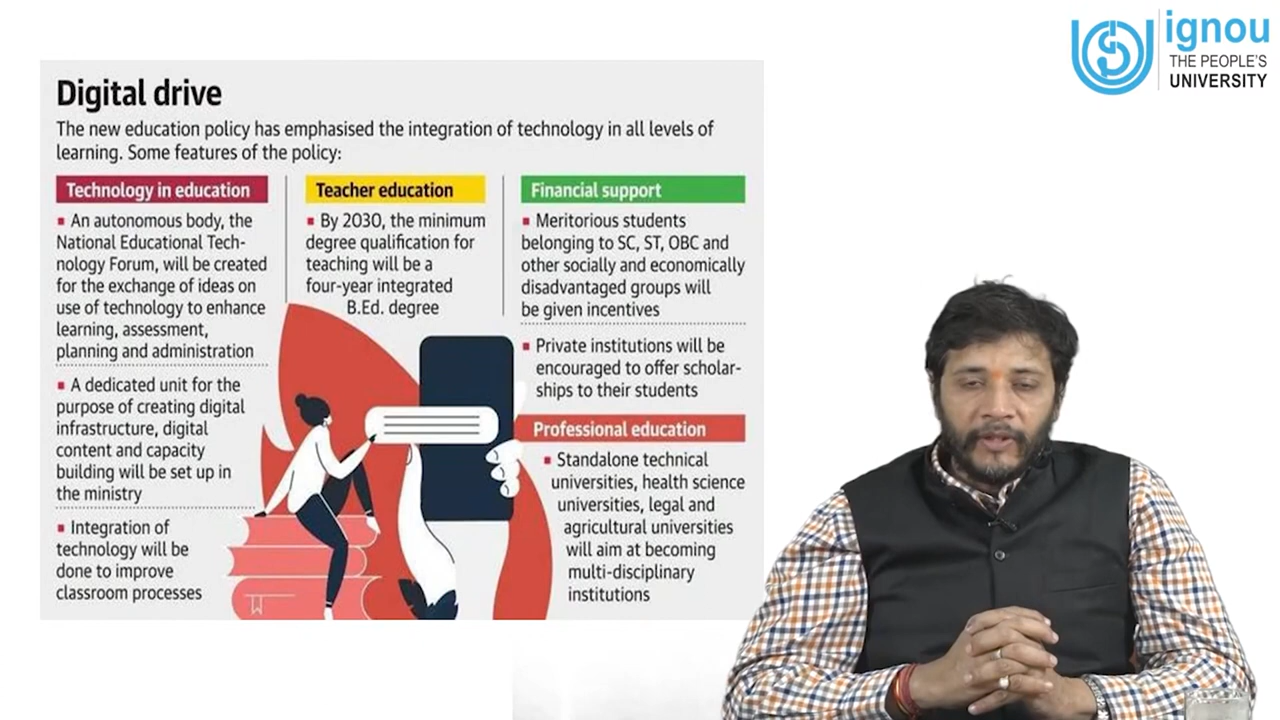 ignou
THE PEOPLE'S
UNIVERSITY
Digital drive
The new education policy has emphasised the integration of technology in all levels of
learning. Some features of the policy:
Technology in education
▪ An autonomous body, the
National Educational Tech-
nology Forum, will be created
for the exchange of ideas on
use of technology to enhance
learning, assessment,
planning and administration
▪ A dedicated unit for the
purpose of creating digital
infrastructure, digital
content and capacity
building will be set up in
the ministry
▪ Integration of
technology will be
done to improve
classroom processes
Teacher education
▪ By 2030, the minimum
degree qualification for
teaching will be a
four-year integrated
B.Ed. degree
Financial support
▪ Meritorious students
belonging to SC, ST, OBC and
other socially and economically
disadvantaged groups will
be given incentives
▪ Private institutions will be
encouraged to offer scholar-
ships to their students
Professional education
▪ Standalone technical
universities, health science
universities, legal and
agricultural universities
will aim at becoming
multi-disciplinary
institutions